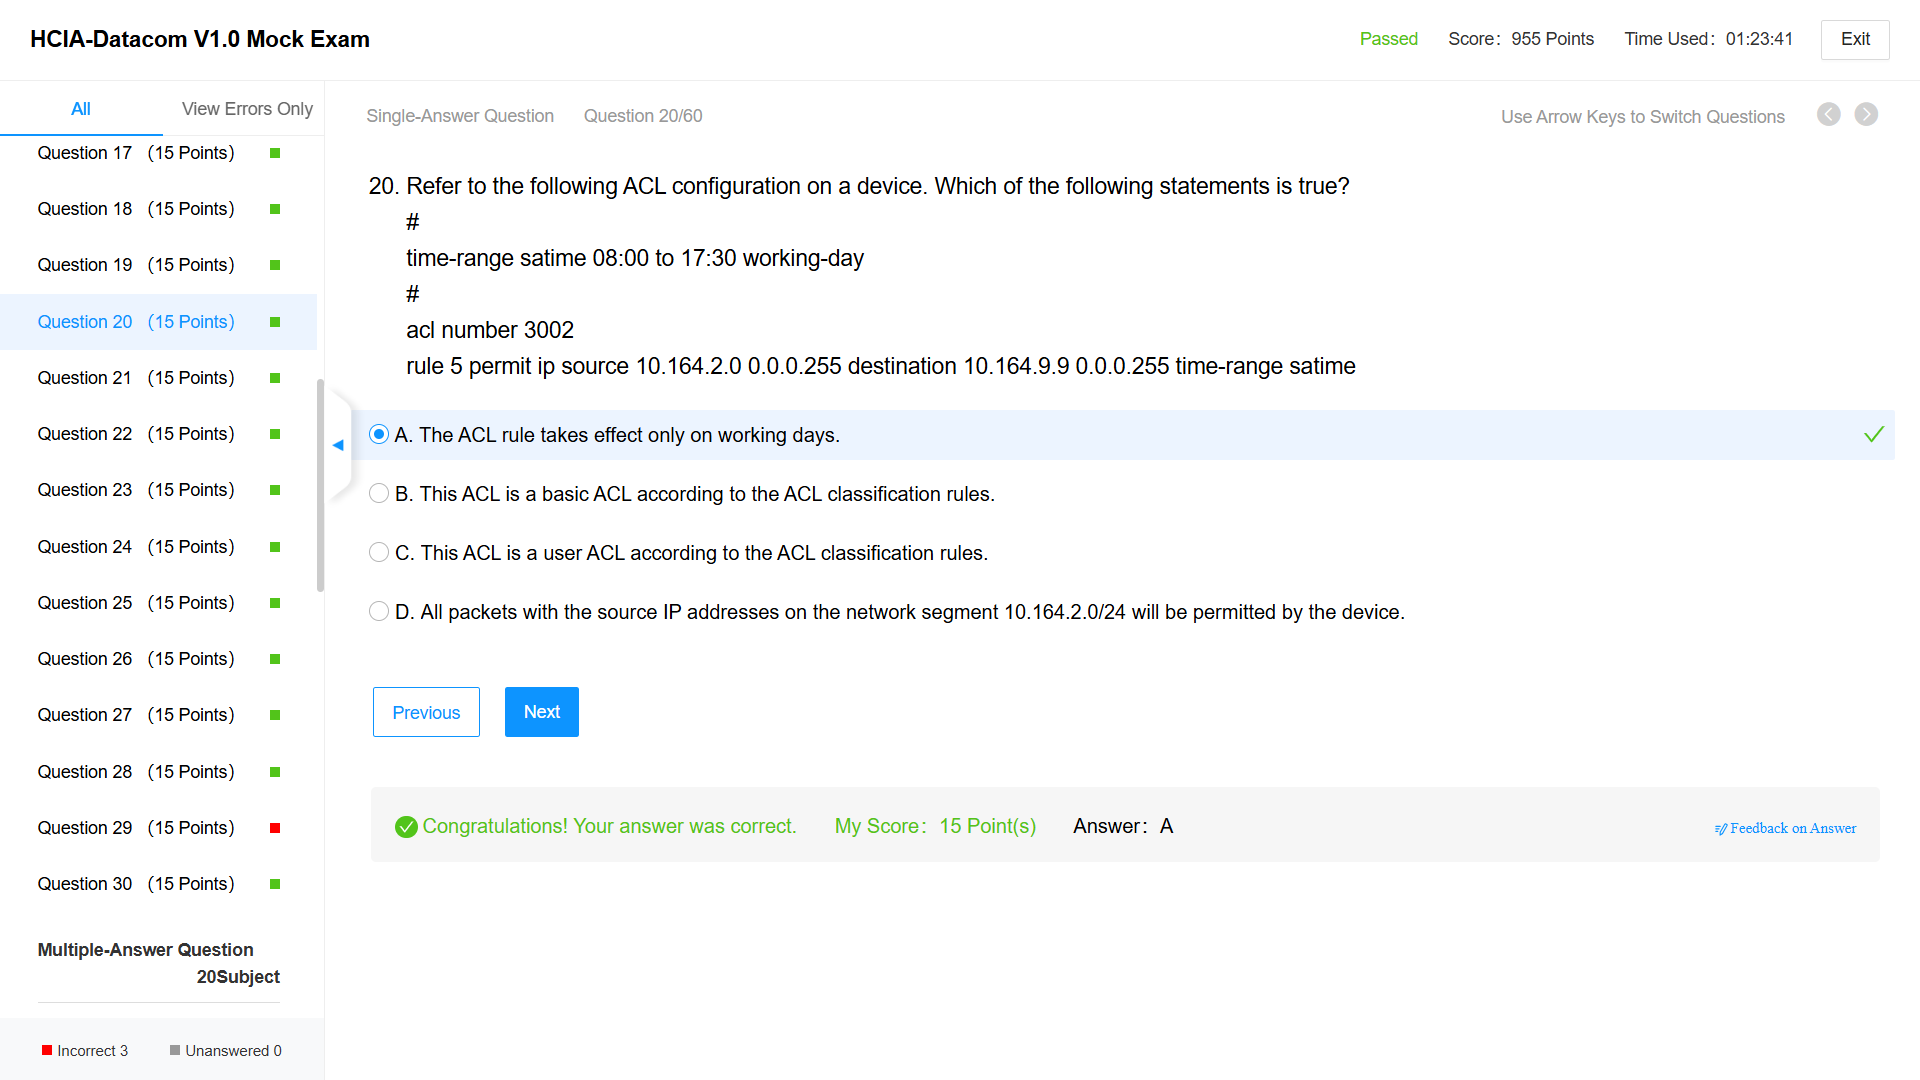 HCIA-Datacom V1.0 Mock Exam
Passed
Score： 955 Points
Time Used： 01:23:41
Exit
All
View Errors Only
Question 17 （15 Points）
Question 18 （15 Points）
Question 19 （15 Points）
Question 20 （15 Points）
Question 21 （15 Points）
Question 22 （15 Points）
Question 23 （15 Points）
Question 24 （15 Points）
Question 25 （15 Points）
Question 26 （15 Points）
Question 27 （15 Points）
Question 28 （15 Points）
Question 29 （15 Points）
Question 30 （15 Points）
Multiple-Answer Question
20Subject
Incorrect 3
Unanswered 0
Single-Answer Question
Question 20/60
Use Arrow Keys to Switch Questions
20. Refer to the following ACL configuration on a device. Which of the following statements is true?
#
time-range satime 08:00 to 17:30 working-day
#
acl number 3002
rule 5 permit ip source 10.164.2.0 0.0.0.255 destination 10.164.9.9 0.0.0.255 time-range satime
A. The ACL rule takes effect only on working days.
B. This ACL is a basic ACL according to the ACL classification rules.
C. This ACL is a user ACL according to the ACL classification rules.
D. All packets with the source IP addresses on the network segment 10.164.2.0/24 will be permitted by the device.
Previous
Next
Congratulations! Your answer was correct.
My Score： 15 Point(s)
Answer： A
Feedback on Answer